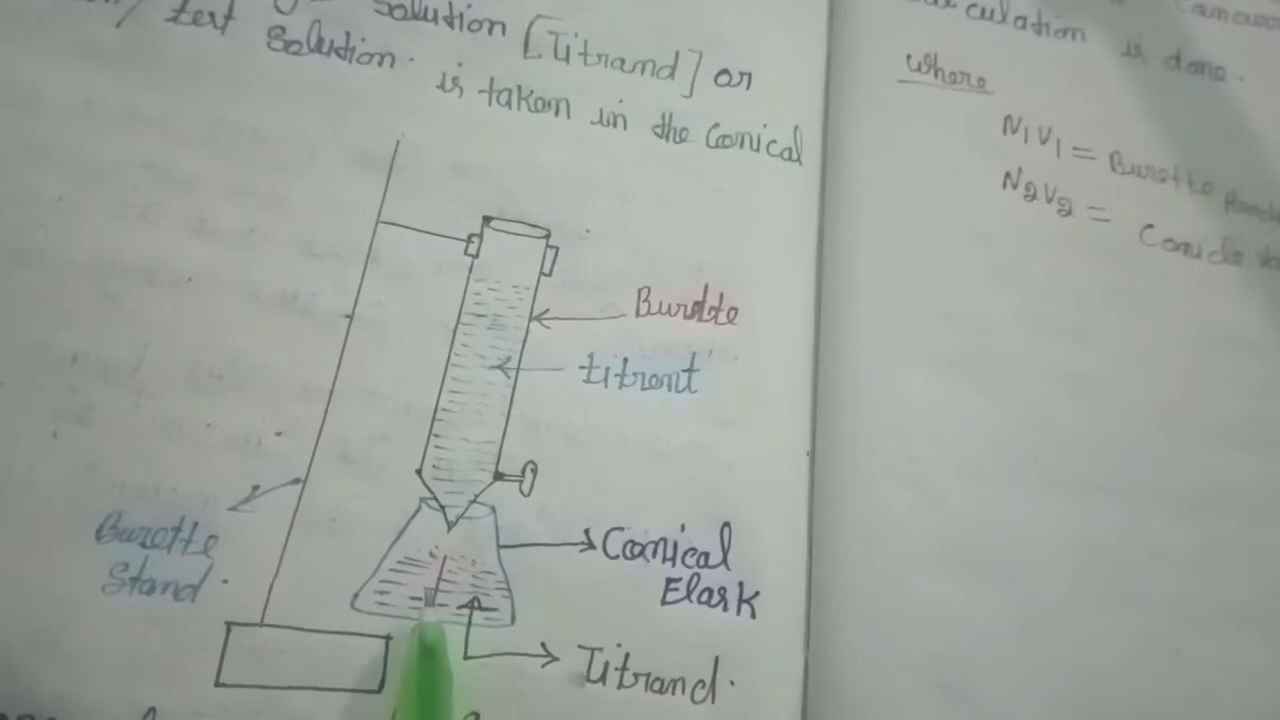 solution [Titrand] or
test solution. is taken in the Conical
Burette
titrant
Burette
Stand.
Conical
Flask
Titrand.
culation is done.
where
N1V1 = Burette
N2V2 =